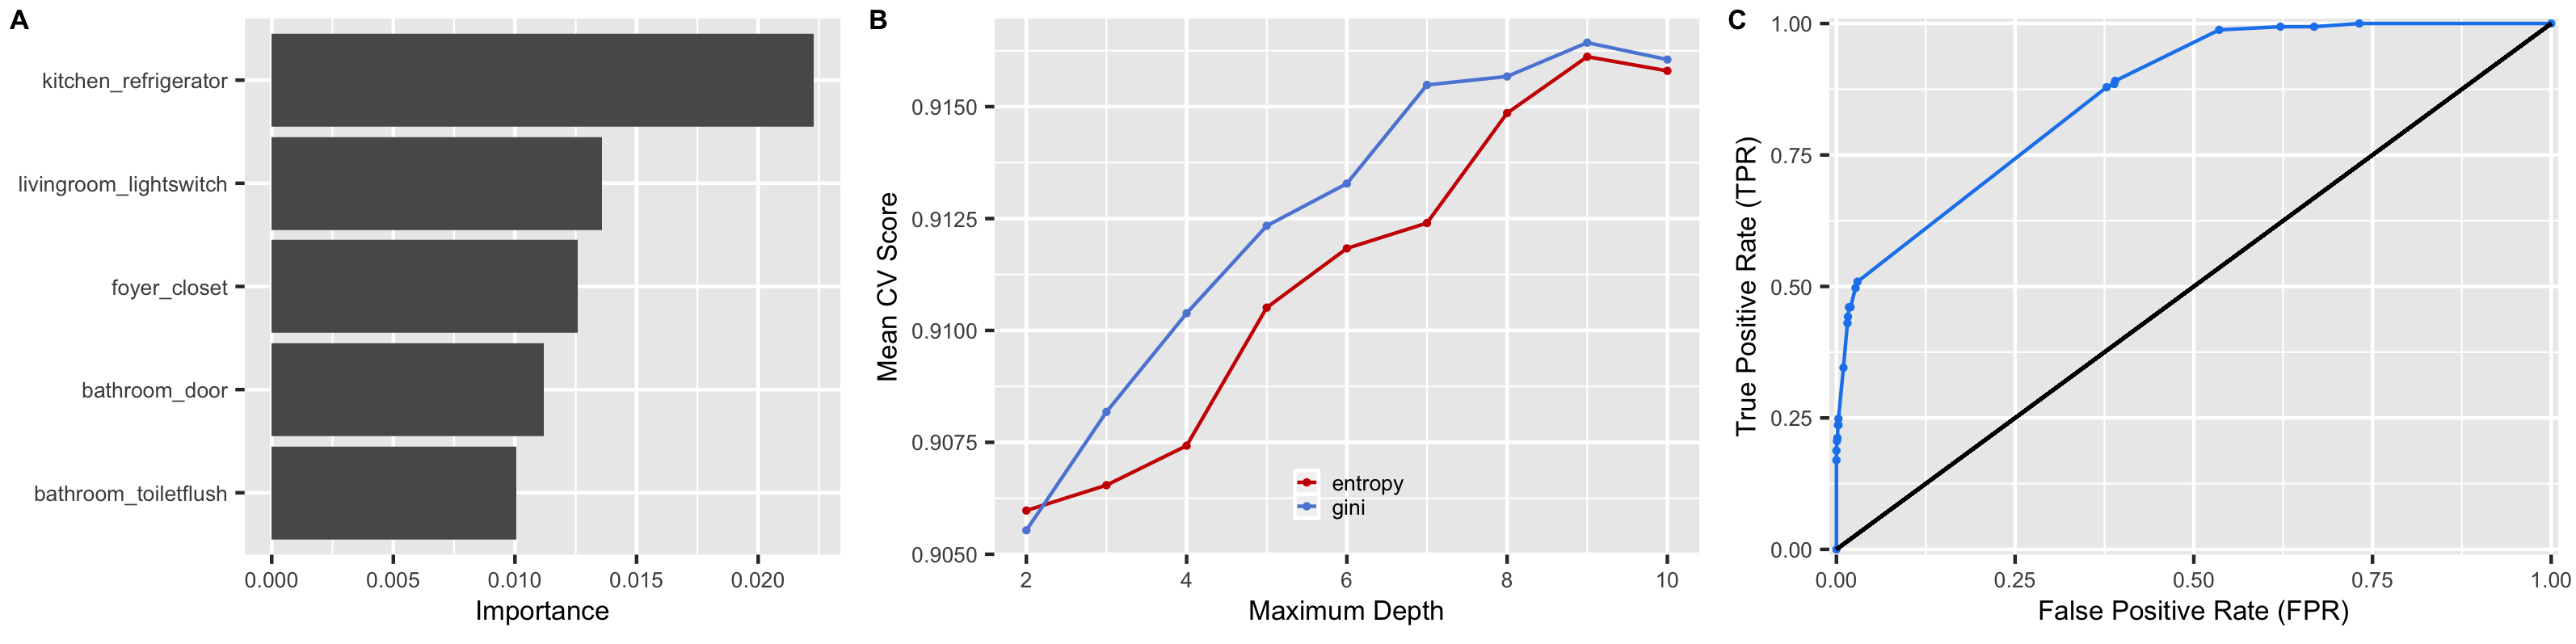 A
kitchen_refrigerator
livingroom_lightswitch
foyer_closet
bathroom_door
bathroom_toiletflush
0.000 0.005 0.010 0.015 0.020
Importance
B
Mean CV Score
0.9150
0.9125
0.9100
0.9075
0.9050
entropy
gini
2 4 6 8 10
Maximum Depth
C
True Positive Rate (TPR)
1.00
0.75
0.50
0.25
0.00
0.00 0.25 0.50 0.75 1.00
False Positive Rate (FPR)